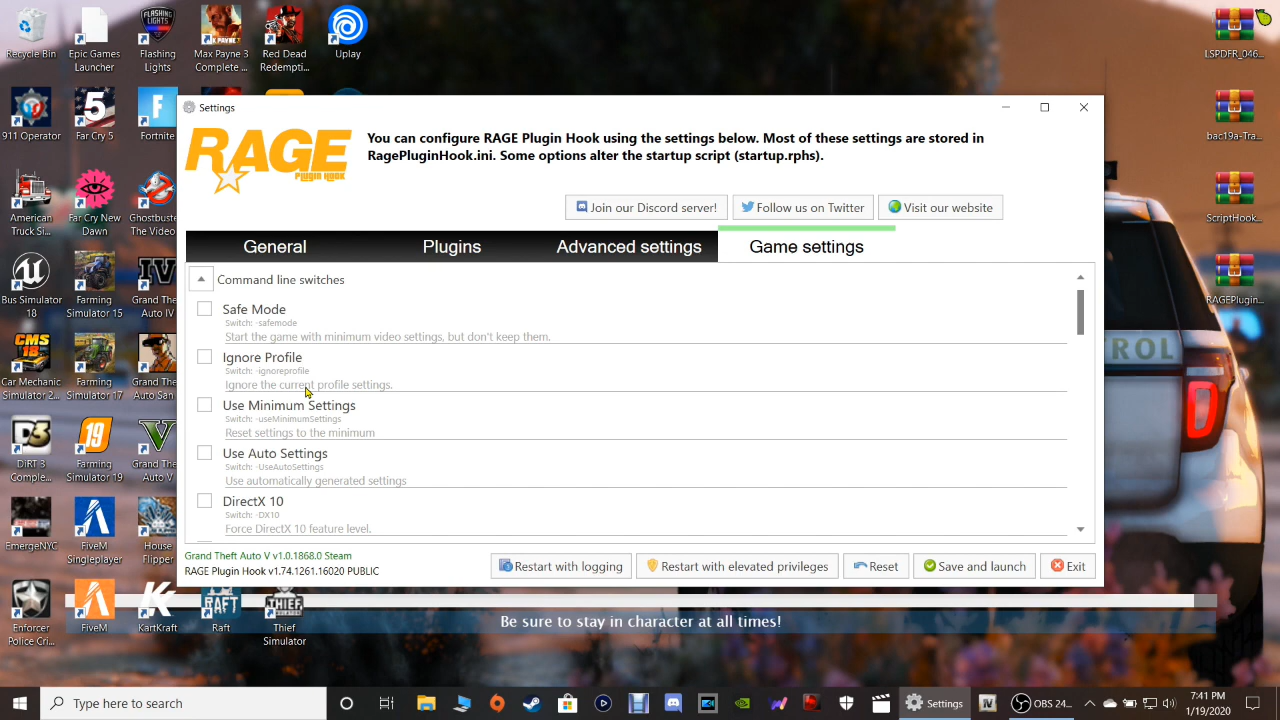 Recycle Bin
Epic Games
Launcher
Flashing
Lights
Max Payne 3
Complete ...
Red Dead
Redempti...
Uplay
LSPDFR_046...
911 Operator
Far Cry 5
Fortnite
bac19a-Tra...
American
Truck Si...
Far Cry New
Dawn
Ghostbuste
The Video
ScriptHook...
Bus Simulator
18
Farming
Simulator 15
Grand The
Auto IV
RAGEPlugin...
Car Mechanic
Simulator 2...
Farming
Simulator 17
Grand The
Auto San
DiRT 3
Comple...
Farming
Simulator 19
Grand The
Auto V
EmergeNYC
FiveM
Singleplayer
House
Flipper
Enforcer
Police Cri...
FiveM
KartKraft
Raft
Thief
Simulator
Settings
RAGE
PLUGIN HOOK
You can configure RAGE Plugin Hook using the settings below. Most of these settings are stored in
RagePluginHook.ini. Some options alter the startup script (startup.rphs).
Join our Discord server!
Follow us on Twitter
Visit our website
General
Plugins
Advanced settings
Game settings
Command line switches
Safe Mode
Switch: -safemode
Start the game with minimum video settings, but don't keep them.
Ignore Profile
Switch: -ignoreprofile
Ignore the current profile settings.
Use Minimum Settings
Switch: -useMinimumSettings
Reset settings to the minimum
Use Auto Settings
Switch: -UseAutoSettings
Use automatically generated settings
DirectX 10
Switch: -DX10
Force DirectX 10 feature level.
Grand Theft Auto V v1.0.1868.0 Steam
RAGE Plugin Hook v1.74.1261.16020 PUBLIC
Restart with logging
Restart with elevated privileges
Reset
Save and launch
Exit
TROL
Be sure to stay in character at all times!
Type here to search
Settings
OBS 24...
7:41 PM
1/19/2020